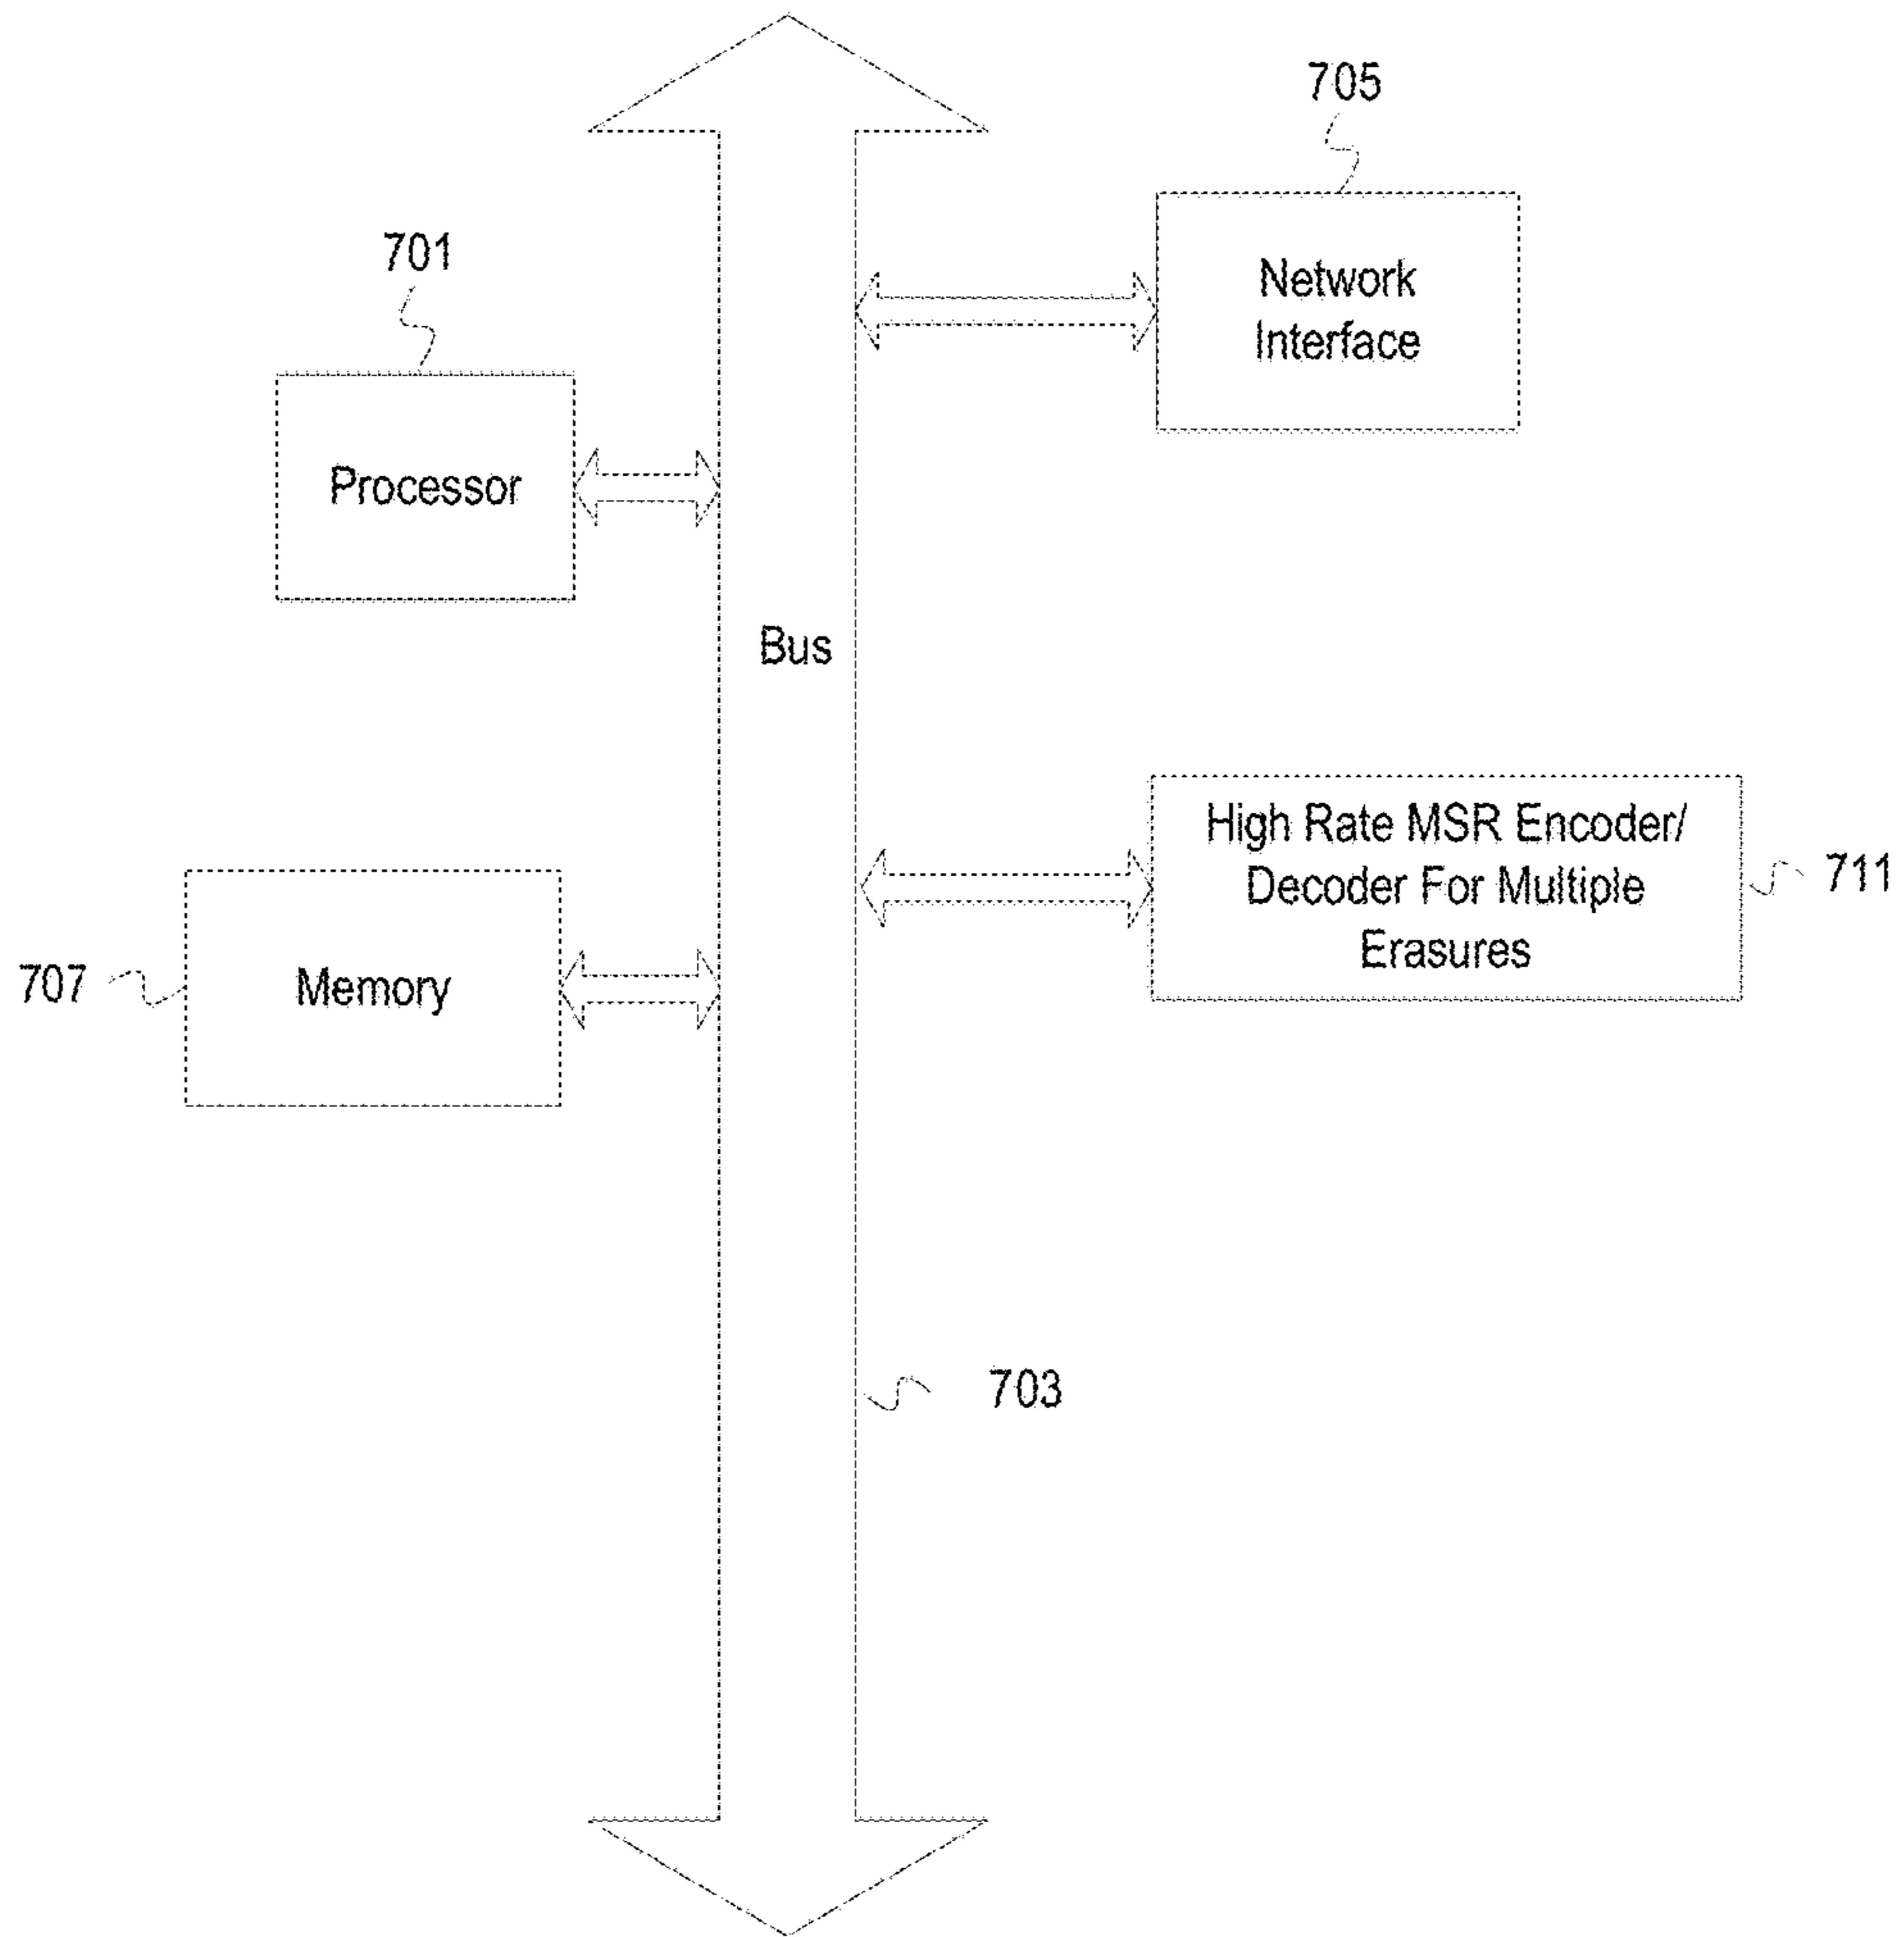 705
Network
Interface
701
Processor
Bus
High Rate MSR Encoder/
Decoder For Multiple
Erasures
711
707
Memory
703